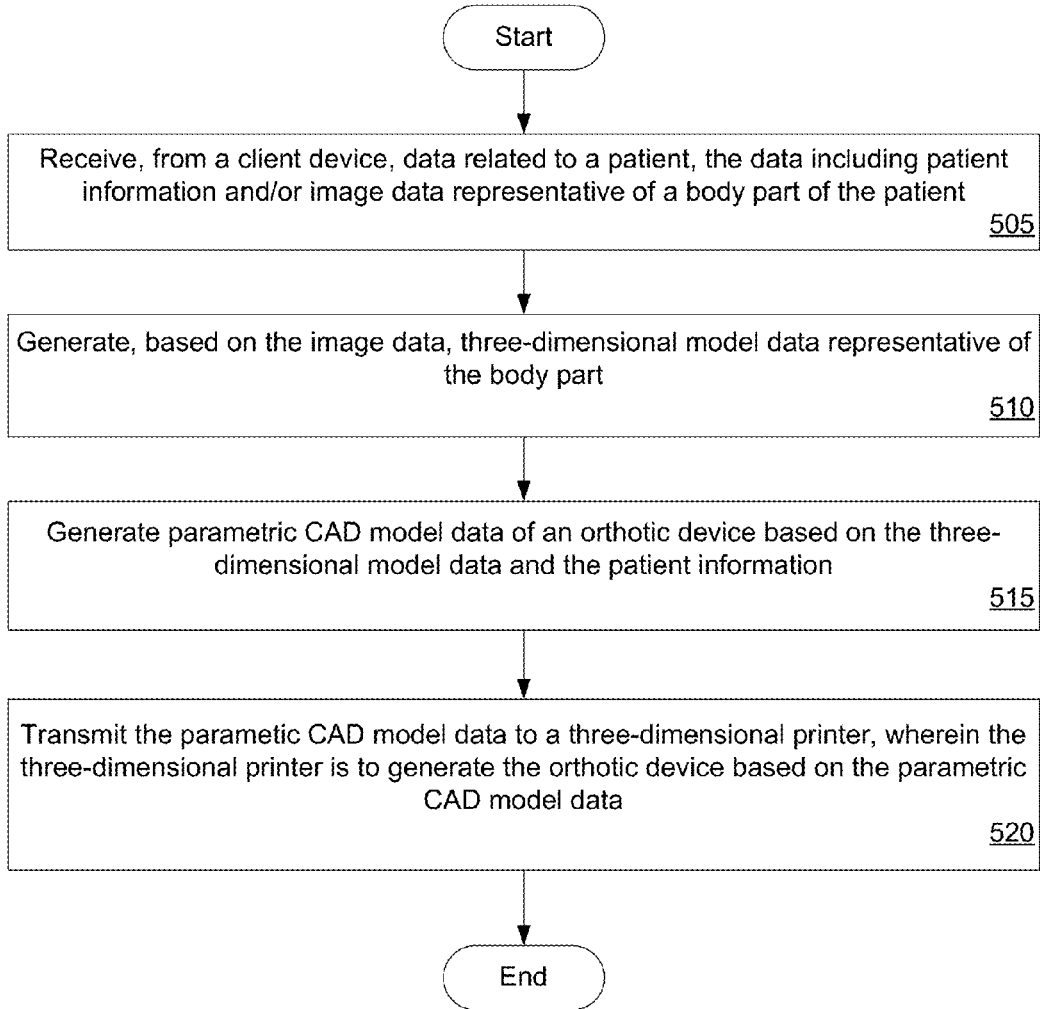 Start
Receive, from a client device, data related to a patient, the data including patient
information and/or image data representative of a body part of the patient
505
Generate, based on the image data, three-dimensional model data representative of
the body part
510
Generate parametric CAD model data of an orthotic device based on the three-
dimensional model data and the patient information
515
Transmit the parametic CAD model data to a three-dimensional printer, wherein the
three-dimensional printer is to generate the orthotic device based on the parametric
CAD model data
520
End